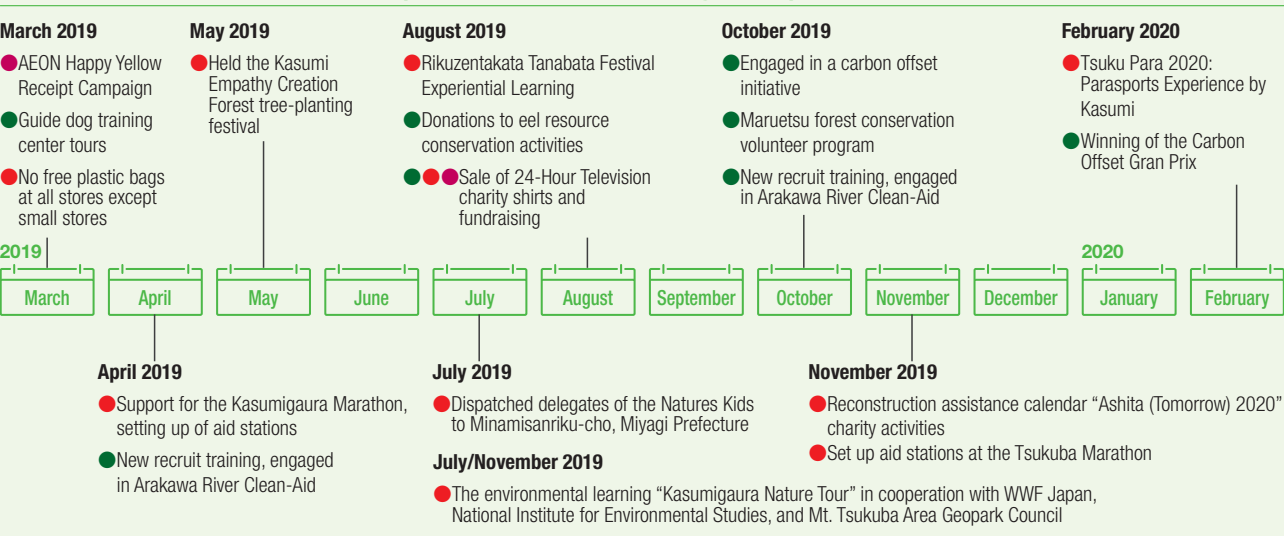 March 2019
●AEON Happy Yellow
Receipt Campaign
●Guide dog training
center tours
●No free plastic bags
at all stores except
small stores
May 2019
●Held the Kasumi
Empathy Creation
Forest tree-planting
festival
August 2019
●Rikuzentakata Tanabata Festival
Experiential Learning
●Donations to eel resource
conservation activities
●●●Sale of 24-Hour Television
charity shirts and
fundraising
October 2019
●Engaged in a carbon offset
initiative
●Maruetsu forest conservation
volunteer program
●New recruit training, engaged
in Arakawa River Clean-Aid
February 2020
●Tsuku Para 2020:
Parasports Experience by
Kasumi
●Winning of the Carbon
Offset Gran Prix
2019
2020
March
April
May
June
July
August
September
October
November
December
January
February
April 2019
●Support for the Kasumigaura Marathon,
setting up of aid stations
●New recruit training, engaged
in Arakawa River Clean-Aid
July 2019
●Dispatched delegates of the Natures Kids
to Minamisanriku-cho, Miyagi Prefecture
July/November 2019
●The environmental learning “Kasumigaura Nature Tour” in cooperation with WWF Japan,
National Institute for Environmental Studies, and Mt. Tsukuba Area Geopark Council
November 2019
●Reconstruction assistance calendar “Ashita (Tomorrow) 2020”
charity activities
●Set up aid stations at the Tsukuba Marathon